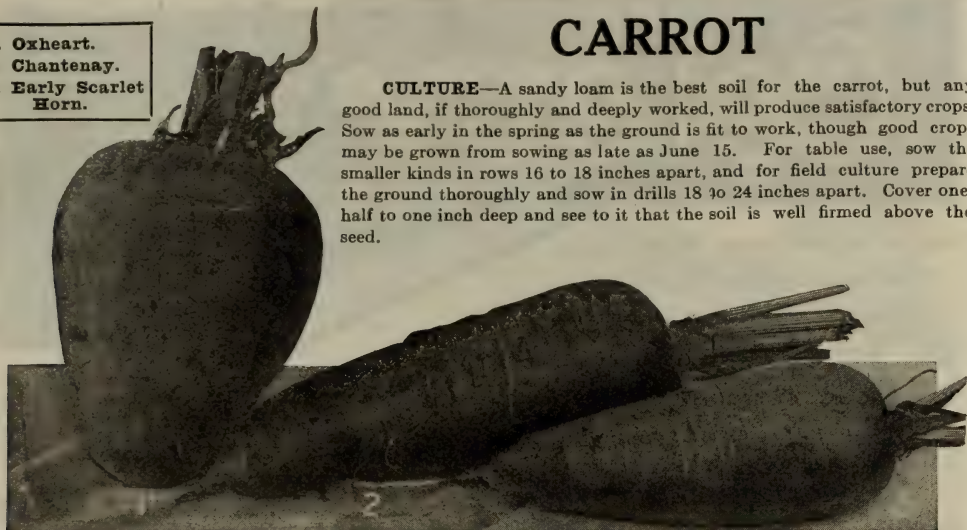 Oxheart.
Chantenay.
Early Scarlet
Horn.
CARROT
CULTURE—A sandy loam is the best soil for the carrot, but any
good land, if thoroughly and deeply worked, will produce satisfactory crops
Sow as early in the spring as the ground is fit to work, though good crop
may be grown from sowing as late as June 15. For table use, sow th
smaller kinds in rows 16 to 18 inches apart, and for field culture prepar
the ground thoroughly and sow in drills 18 to 24 inches apart. Cover one
half to one inch deep and see to it that the soil is well firmed above the
seed.
2